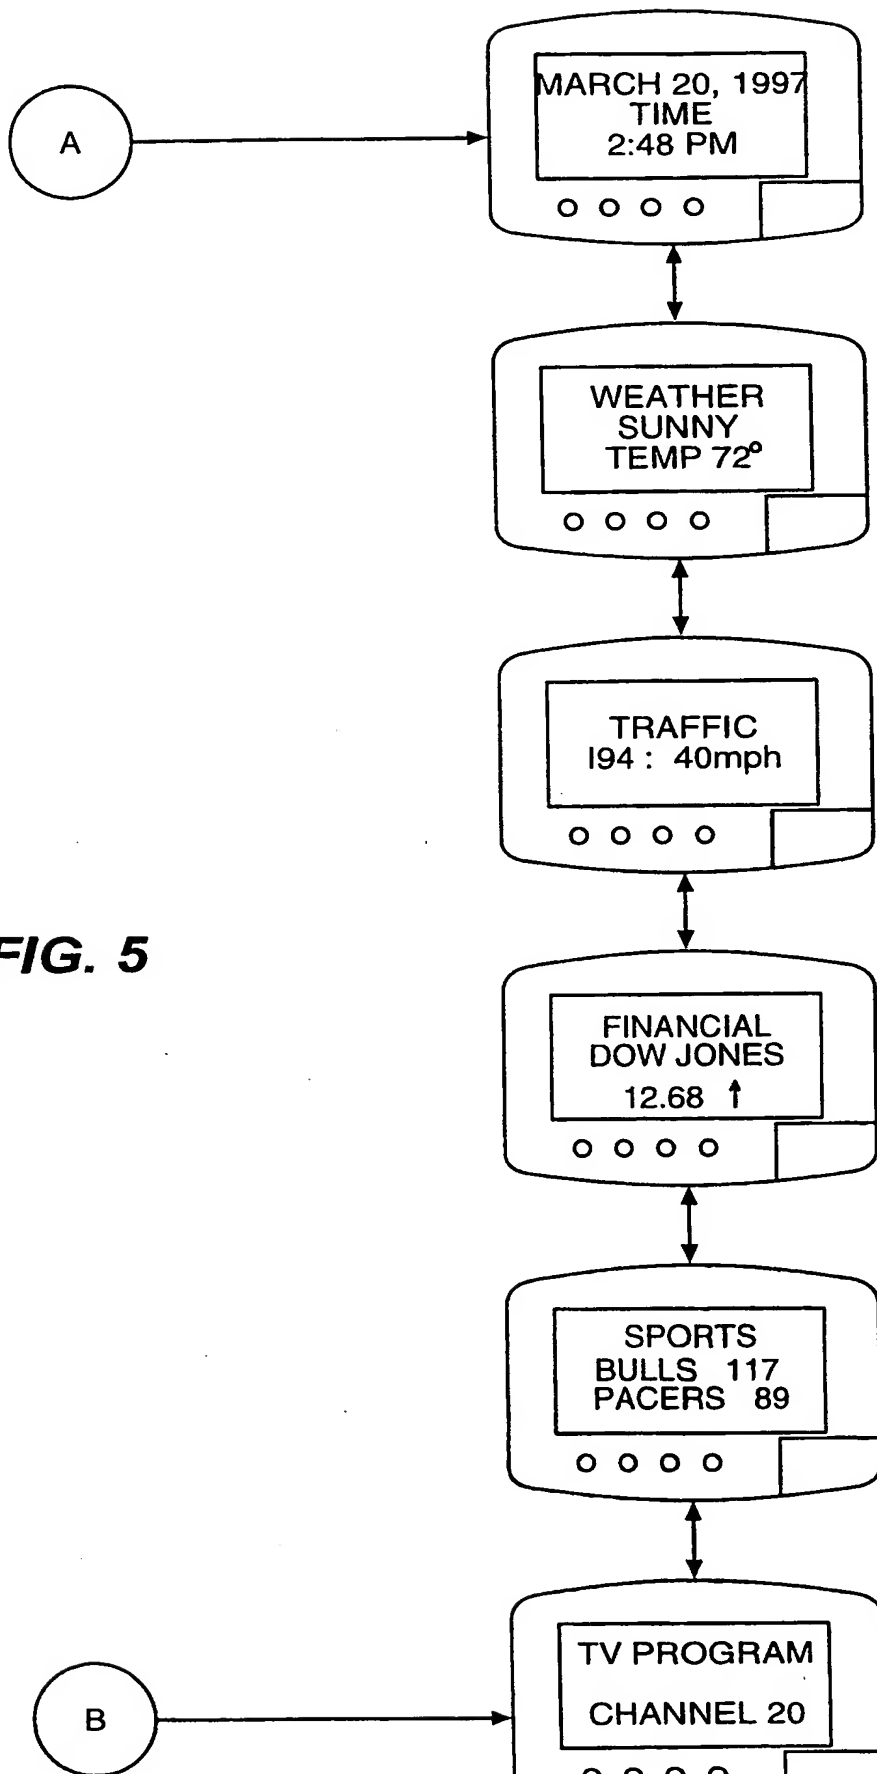 A
MARCH 20, 1997
TIME
2:48 PM
WEATHER
SUNNY
TEMP 72°
TRAFFIC
I94 : 40mph
FIG. 5
FINANCIAL
DOW JONES
12.68 ↑
SPORTS
BULLS 117
PACERS 89
B
TV PROGRAM
CHANNEL 20